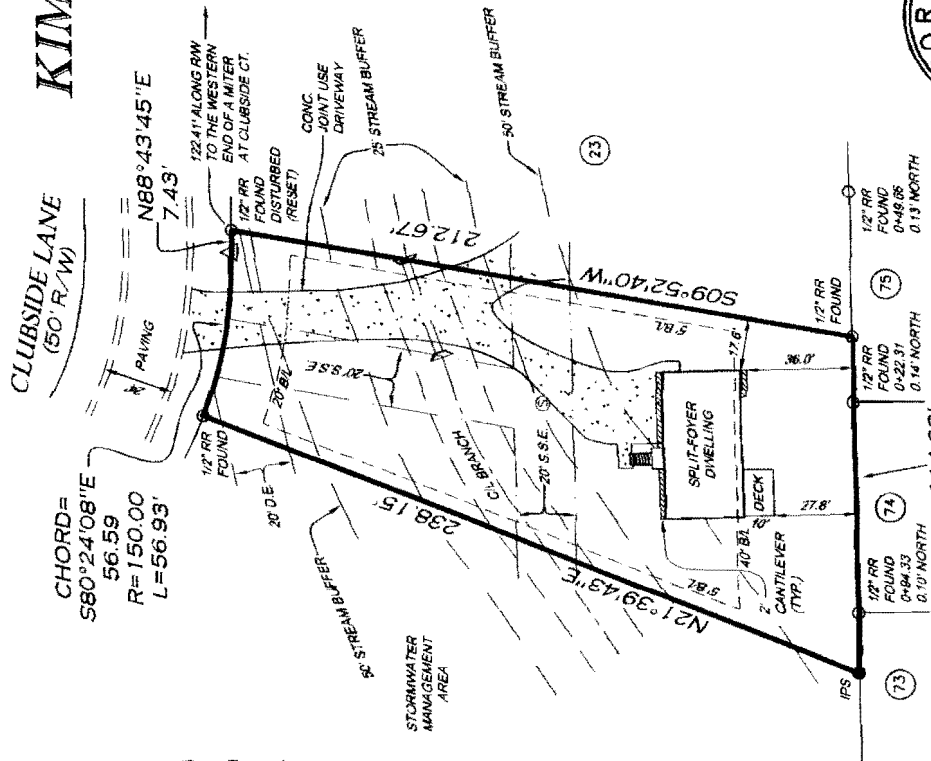 KIM
CLUBSIDE LANE
(50' R/W)
N88°43'45"E
7.43'
122.41' ALONG R/W
TO THE WESTERN
END OF A MITER
AT CLUBSIDE CT.
1/2" RR
FOUND
DISTURBED
(RESET)
CONC.
JOINT USE
DRIVEWAY
25' STREAM BUFFER
50' STREAM BUFFER
23
PAVING
CHORD=
S80°24'08"E
56.59
R=150.00
L=56.93'
1/2" RR
FOUND
20' D.E.
20' B/L
20' S.S.E.
212.67'
S09°52'40"W
5' B/L
17.6'
238.15'
N21°39'43"E
50' STREAM BUFFER
STORMWATER
MANAGEMENT
AREA
C/L BRANCH
20' S.S.E.
S
SPLIT-FOYER
DWELLING
DECK
10'
36.0'
27.8'
40' B/L
5' B/L
2'
CANTILEVER
(TYP.)
IPS
73
1/2" RR
FOUND
0+94.33
0.10' NORTH
74
1/2" RR
FOUND
0+22.31
0.14' NORTH
1/2" RR
FOUND
75
1/2" RR
FOUND
0+49.66
0.13' NORTH
OR